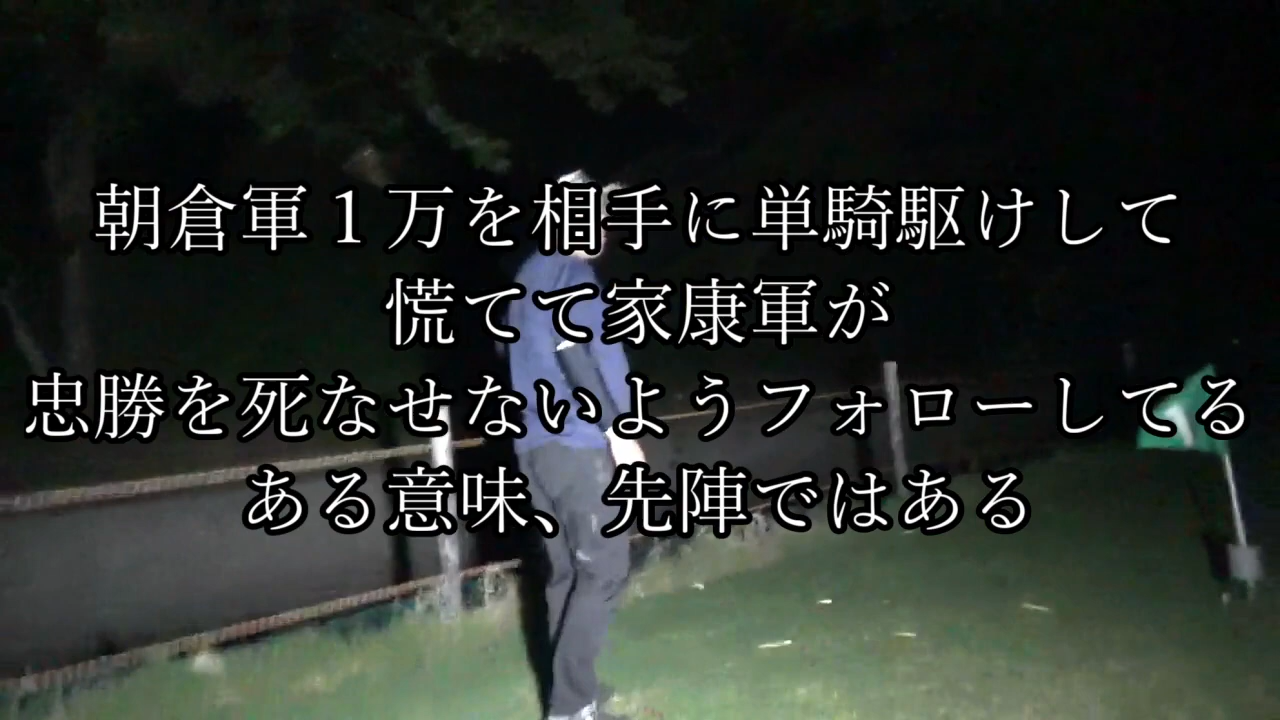 朝倉軍１万を相手に単騎駆けして
慌てて家康軍が
忠勝を死なせないようフォローしてる
ある意味、先陣ではある